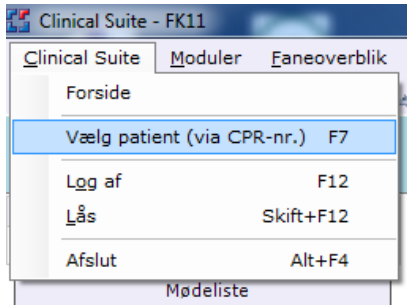 Clinical Suite - FK11
Clinical Suite Moduler Faneoverblik
Forside
Vælg patient (via CPR-nr.) F7
Log af F12
Lås Skift+F12
Afslut Alt+F4
Mødeliste